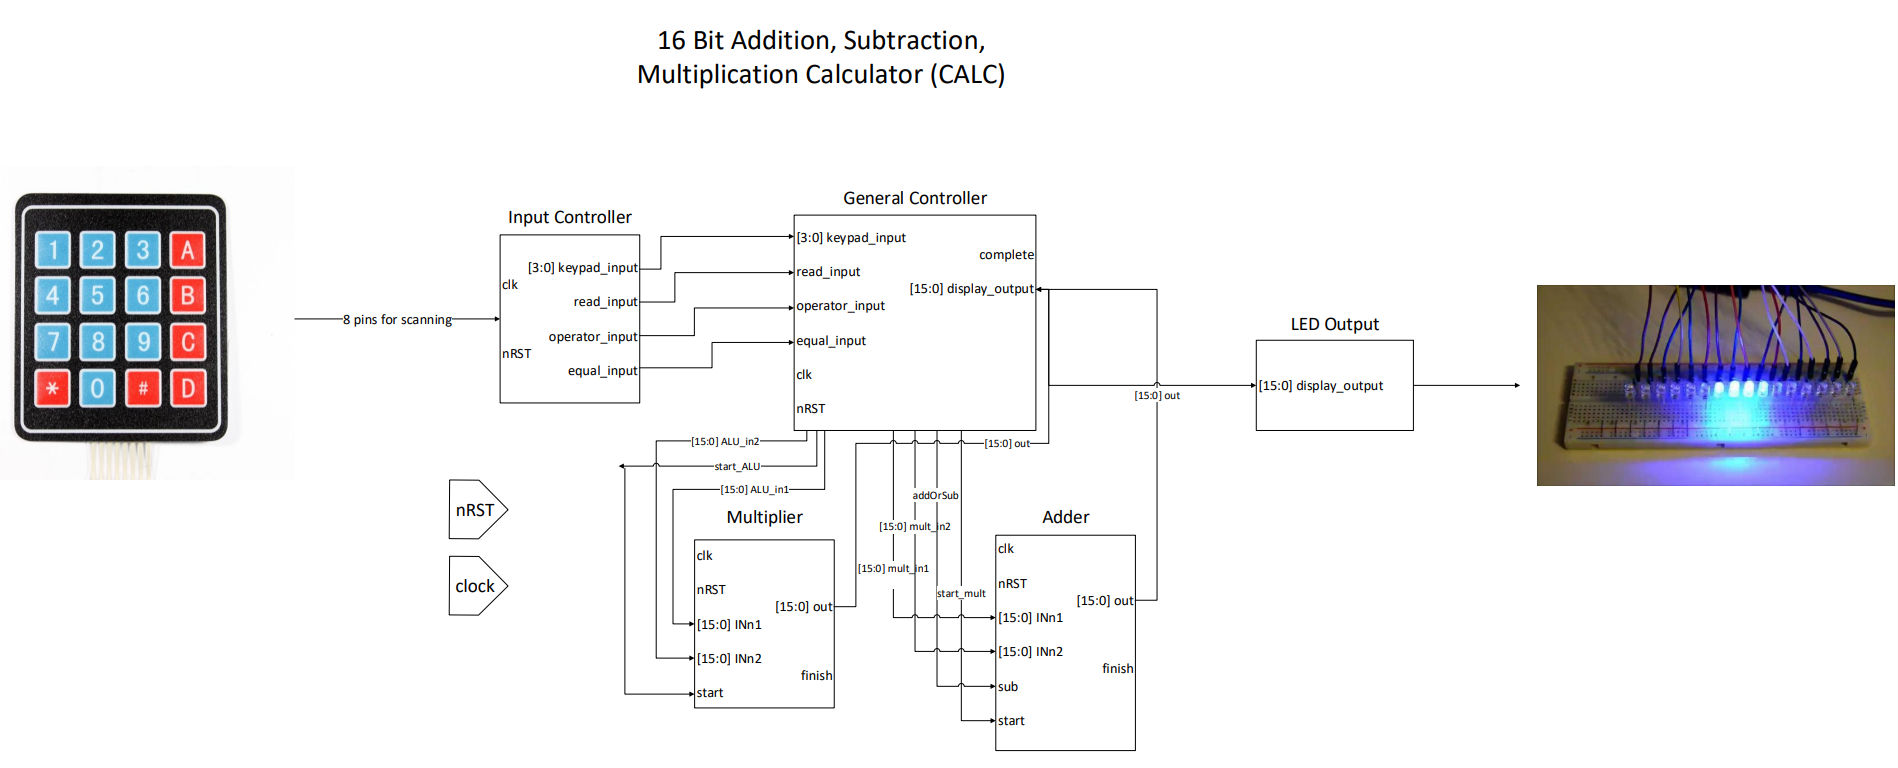 16 Bit Addition, Subtraction,
Multiplication Calculator (CALC)
1 2 3 A
4 5 6 B
7 8 9 C
* 0 # D
8 pins for scanning
Input Controller
[3:0] keypad_input
clk
read_input
operator_input
nRST
equal_input
General Controller
[3:0] keypad_input
complete
read_input
[15:0] display_output
operator_input
equal_input
clk
nRST
LED Output
[15:0] display_output
[15:0] out
[15:0] ALU_in2
[15:0] out
start_ALU
[15:0] ALU_in1
addOrSub
[15:0] mult_in2
[15:0] mult_in1
start_mult
nRST
clock
Multiplier
clk
nRST
[15:0] out
[15:0] INn1
[15:0] INn2
finish
start
Adder
clk
nRST
[15:0] out
[15:0] INn1
[15:0] INn2
finish
sub
start